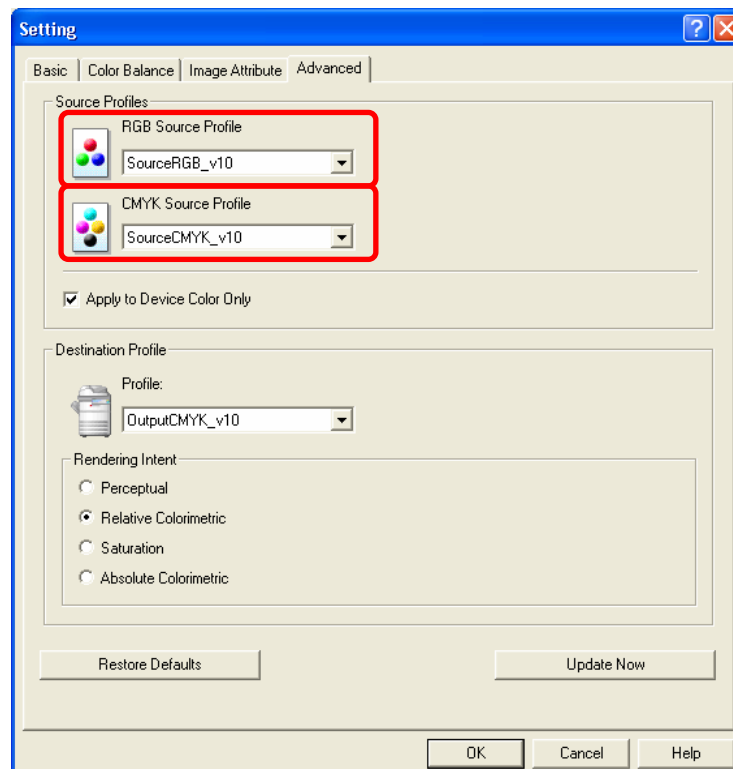 Setting
Basic
Color Balance
Image Attribute
Advanced
Source Profiles
RGB Source Profile
SourceRGB_v10
CMYK Source Profile
SourceCMYK_v10
Apply to Device Color Only
Destination Profile
Profile:
OutputCMYK_v10
Rendering Intent
Perceptual
Relative Colorimetric
Saturation
Absolute Colorimetric
Restore Defaults
Update Now
OK
Cancel
Help